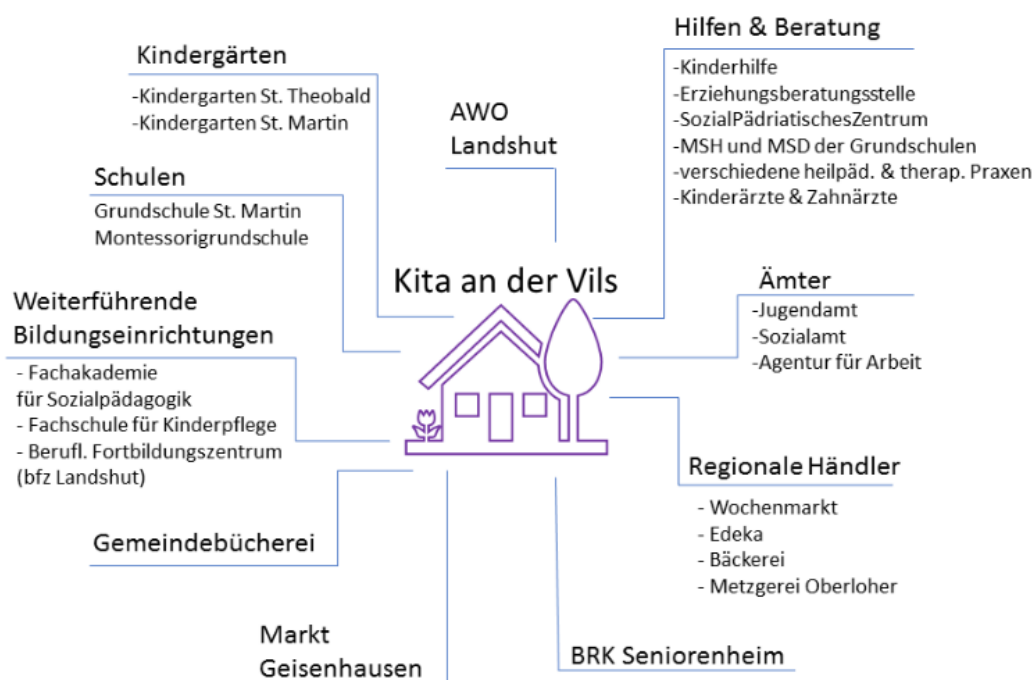 Kindergärten
-Kindergarten St. Theobald
-Kindergarten St. Martin
Schulen
Grundschule St. Martin
Montessorigrundschule
Weiterführende
Bildungseinrichtungen
- Fachakademie
für Sozialpädagogik
- Fachschule für Kinderpflege
- Berufl. Fortbildungszentrum
(bfz Landshut)
Gemeindebücherei
Markt
Geisenhausen
AWO
Landshut
Kita an der Vils
Hilfen & Beratung
-Kinderhilfe
-Erziehungsberatungsstelle
-SozialPädriatischesZentrum
-MSH und MSD der Grundschulen
-verschiedene heilpäd. & therap. Praxen
-Kinderärzte & Zahnärzte
Ämter
-Jugendamt
-Sozialamt
-Agentur für Arbeit
Regionale Händler
- Wochenmarkt
- Edeka
- Bäckerei
- Metzgerei Oberloher
BRK Seniorenheim